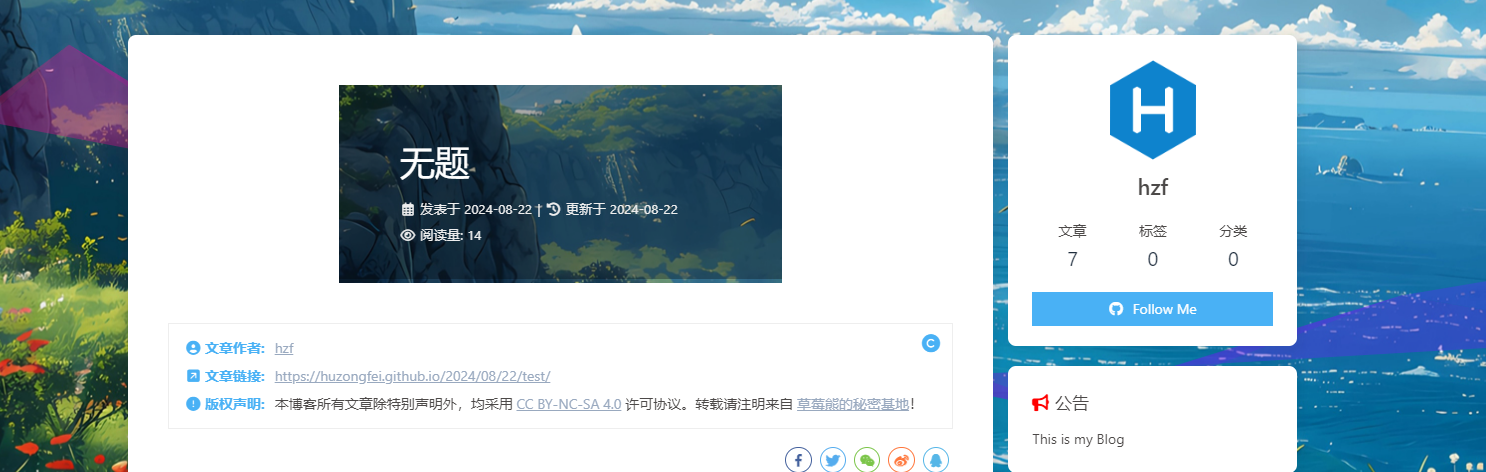 无题
发表于 2024-08-22 | 更新于 2024-08-22
阅读量: 14
文章作者: hzf
文章链接: https://huzongfei.github.io/2024/08/22/test/
版权声明: 本博客所有文章除特别声明外，均采用 CC BY-NC-SA 4.0 许可协议。转载请注明来自 草莓熊的秘密基地！
H
hzf
文章 标签 分类
7 0 0
Follow Me
公告
This is my Blog